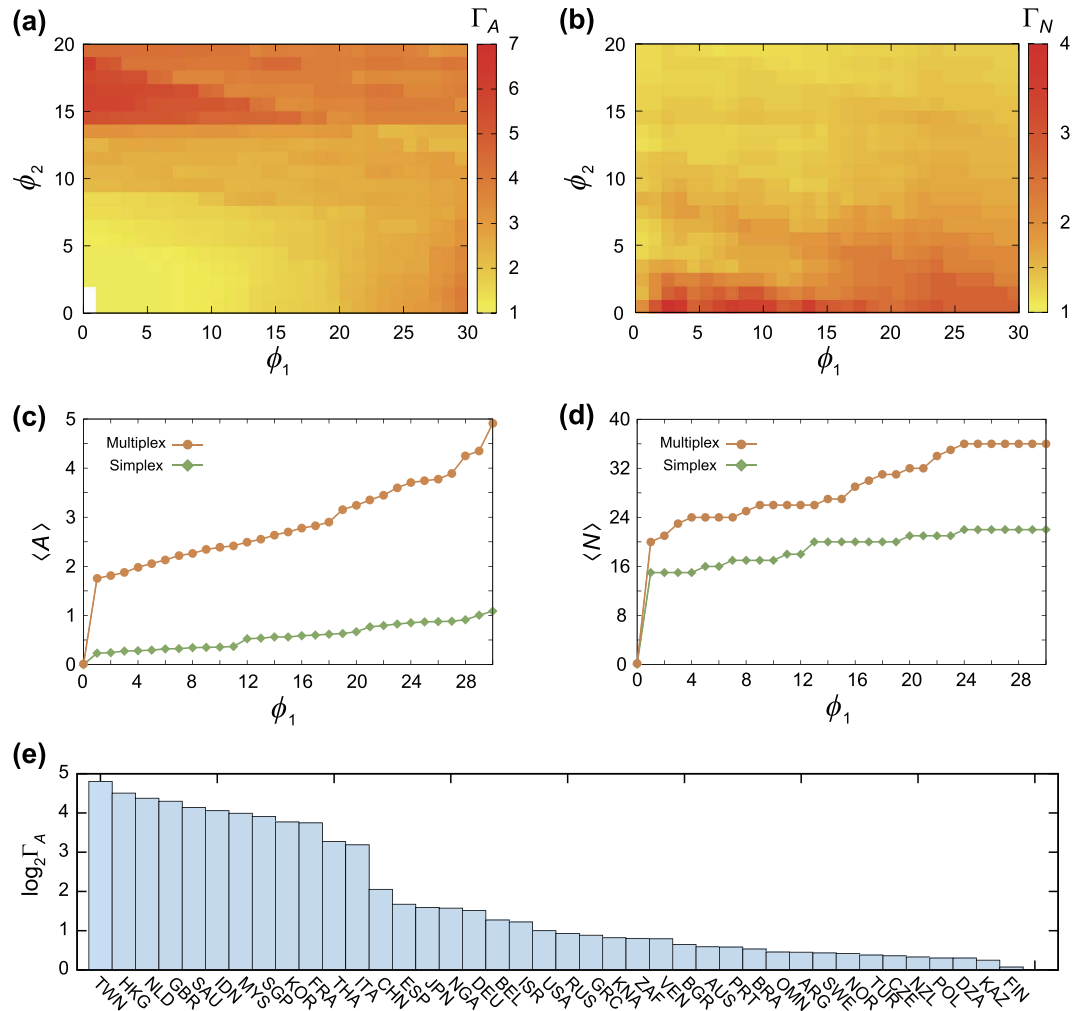 (a)
Γ_A
20
15
10
5
0
ϕ_2
0 5 10 15 20 25 30
ϕ_1
7
6
5
4
3
2
1
(b)
Γ_N
20
15
10
5
0
ϕ_2
0 5 10 15 20 25 30
ϕ_1
4
3
2
1
(c)
5
4
3
2
1
0
⟨A⟩
Multiplex
Simplex
0 4 8 12 16 20 24 28
ϕ_1
(d)
40
32
24
16
8
0
⟨N⟩
Multiplex
Simplex
0 4 8 12 16 20 24 28
ϕ_1
(e)
5
4
3
2
1
0
log_2Γ_A
TWN HKG NLD GBR SAU IDN MYS SGP KOR FRA THA ITA CHN ESP JPN NGA DEU BEL ISR USA RUS GRC KNA ZAF VEN BGR AUS PRT BRA OMN ARG SWE NOR TUR CZE NZL POL DZA KAZ FIN